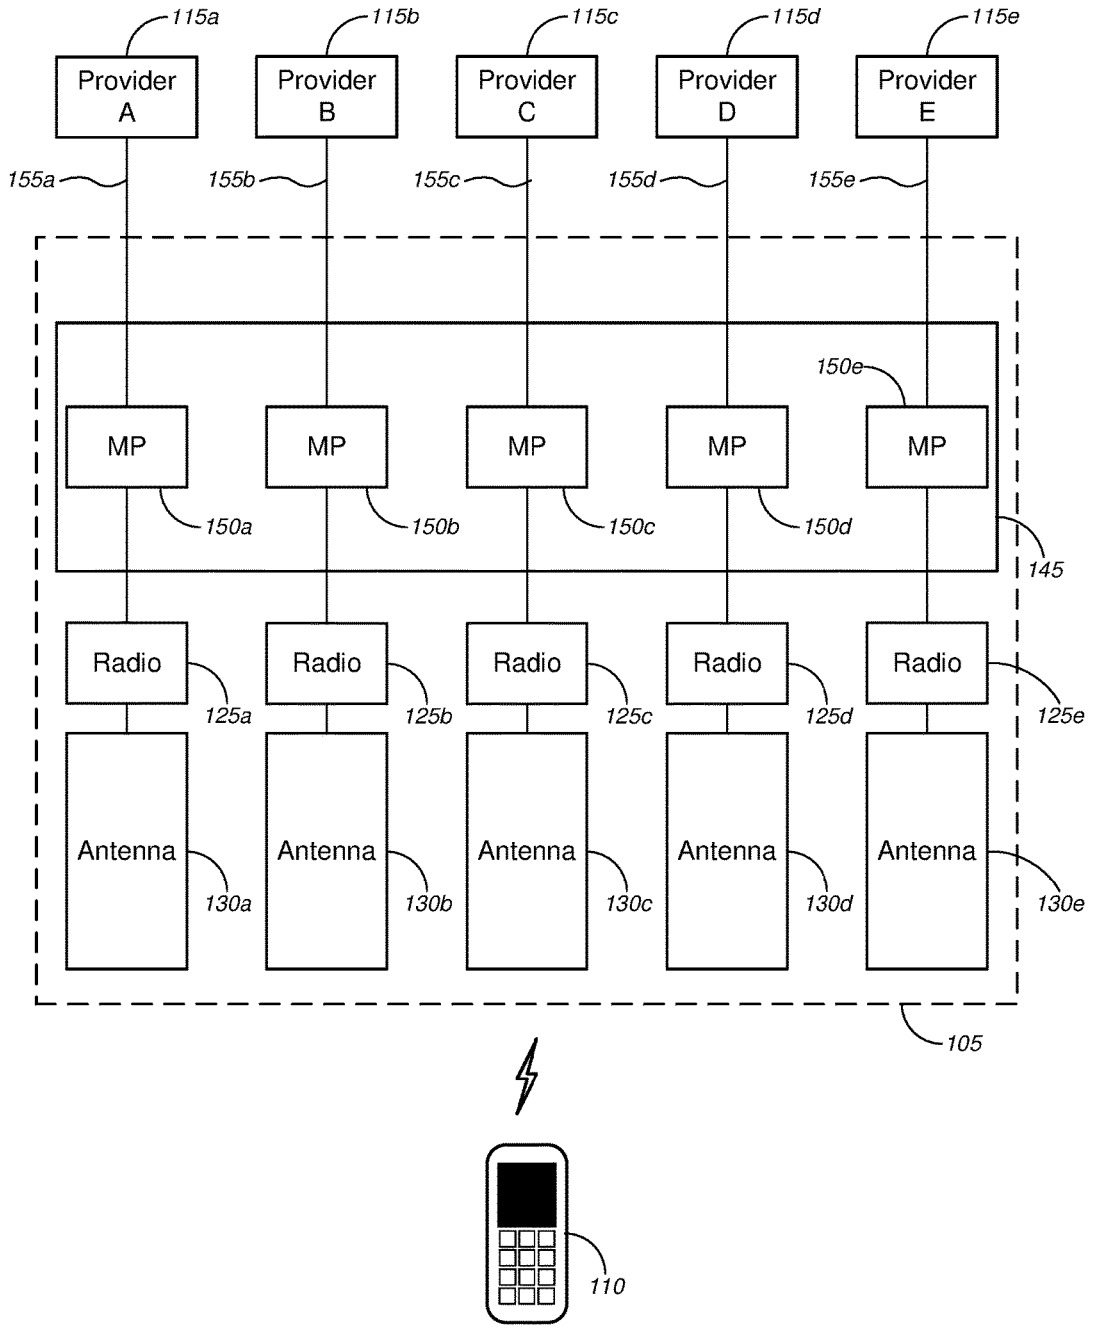 115a 115b 115c 115d 115e
Provider Provider Provider Provider Provider
A B C D E
155a 155b 155c 155d 155e
150e
MP MP MP MP MP
150a 150b 150c 150d
145
Radio Radio Radio Radio Radio
125a 125b 125c 125d 125e
Antenna Antenna Antenna Antenna Antenna
130a 130b 130c 130d 130e
105
110